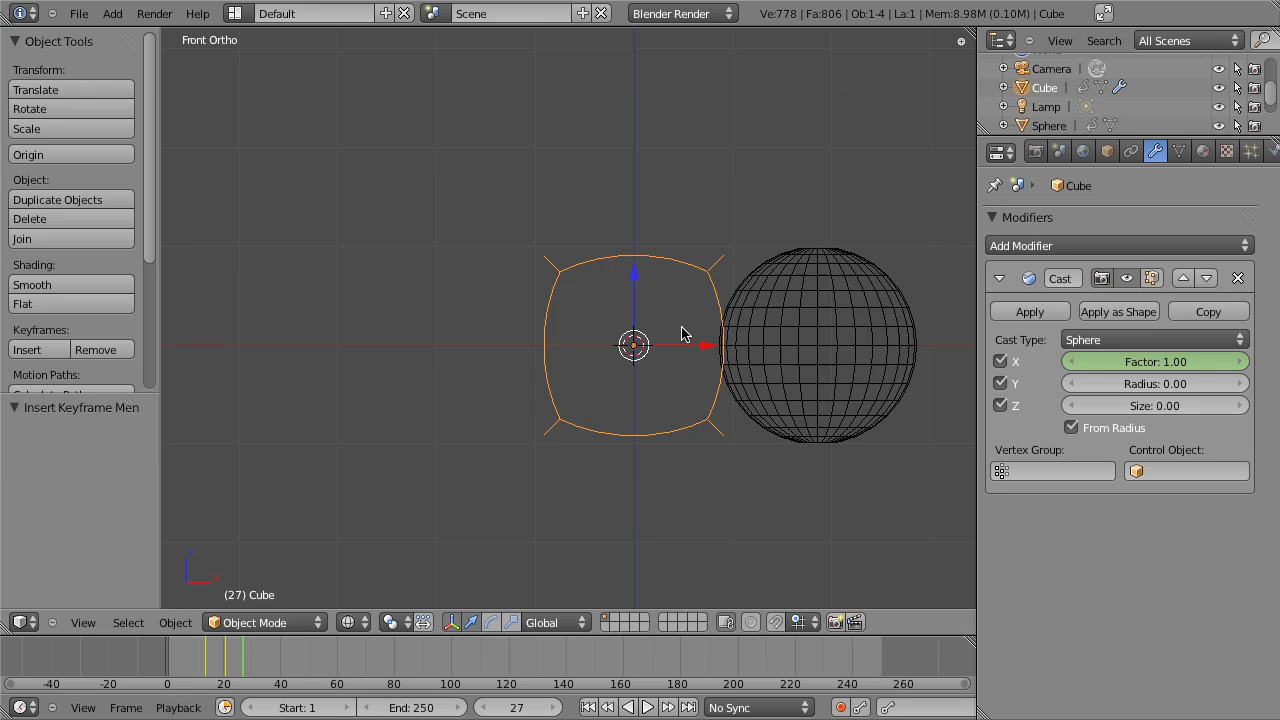 File Add Render Help Default Scene Blender Render Ve:778 | Fa:806 | Ob:1-4 | La:1 | Mem:8.98M (0.10M) | Cube
Object Tools
Transform:
Translate
Rotate
Scale
Origin
Object:
Duplicate Objects
Delete
Join
Shading:
Smooth
Flat
Keyframes:
Insert Remove
Motion Paths:
Insert Keyframe Men
Front Ortho
(27) Cube
View Select Object Object Mode Global
View Search All Scenes
Camera
Cube
Lamp
Sphere
Cube
Modifiers
Add Modifier
Cast
Apply Apply as Shape Copy
Cast Type: Sphere
X Factor: 1.00
Y Radius: 0.00
Z Size: 0.00
From Radius
Vertex Group: Control Object:
-40 -20 0 20 40 60 80 100 120 140 160 180 200 220 240 260
View Frame Playback Start: 1 End: 250 27 No Sync